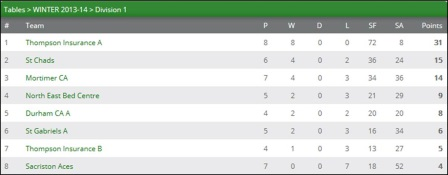 Tables > WINTER 2013-14 > Division 1
# Team P W D L SF SA Points
1 Thompson Insurance A 8 8 0 0 72 8 31
2 St Chads 6 4 0 2 36 24 15
3 Mortimer CA 7 4 0 3 34 36 14
4 North East Bed Centre 5 2 0 3 21 29 9
5 Durham CA A 4 2 0 2 20 20 8
6 St Gabriels A 5 2 0 3 16 34 6
7 Thompson Insurance B 4 1 0 3 13 27 5
8 Sacriston Aces 7 0 0 7 18 52 4